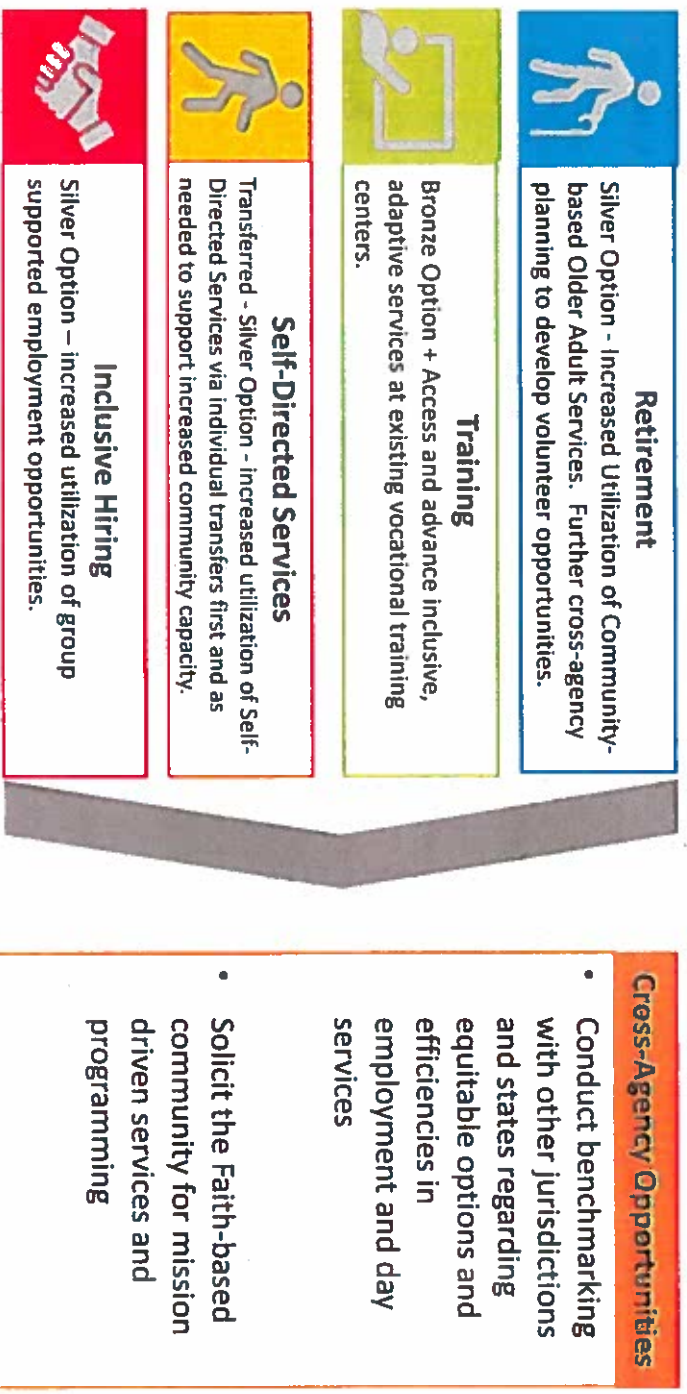 Retirement
Silver Option - Increased Utilization of Community-
based Older Adult Services.  Further cross-agency
planning to develop volunteer opportunities.
Training
Bronze Option + Access and advance inclusive,
adaptive services at existing vocational training
centers.
Self-Directed Services
Transferred - Silver Option - increased utilization of Self-
Directed Services via individual transfers first and as
needed to support increased community capacity.
Inclusive Hiring
Silver Option – increased utilization of group
supported employment opportunities.
Cross-Agency Opportunities
• Conduct benchmarking
with other jurisdictions
and states regarding
equitable options and
efficiencies in
employment and day
services
• Solicit the Faith-based
community for mission
driven services and
programming